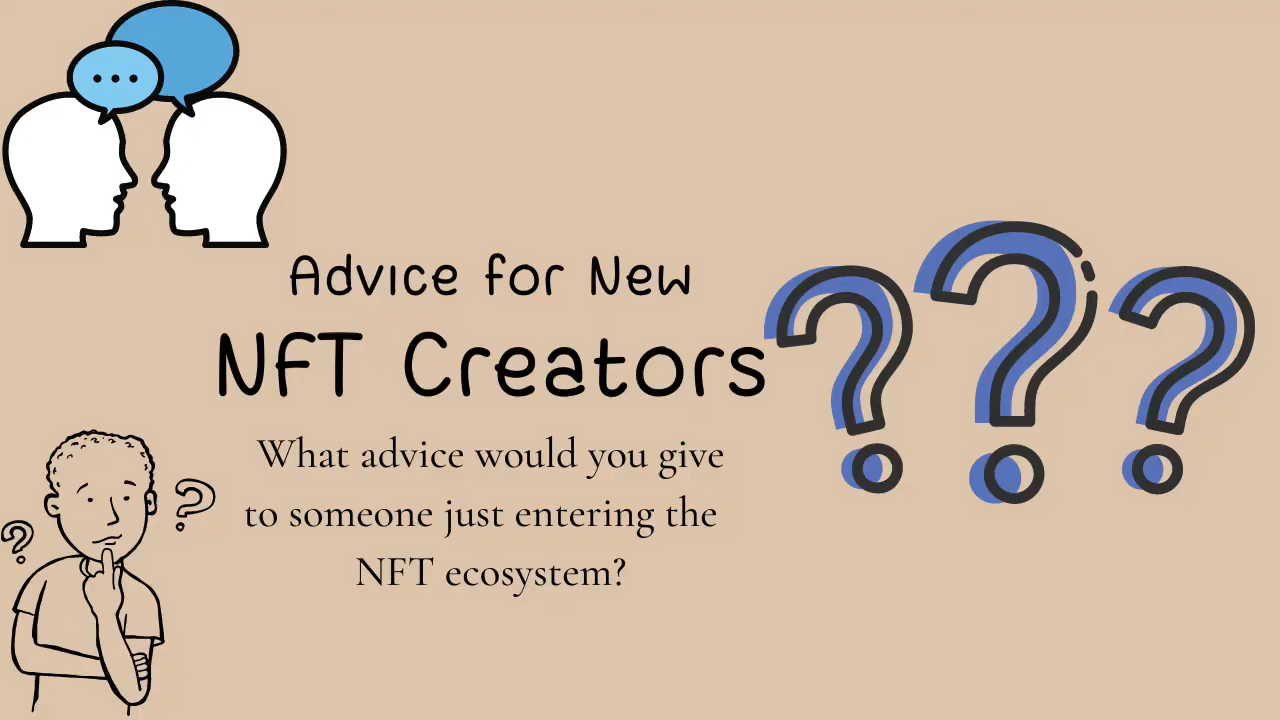 Advice for New
NFT Creators
What advice would you give
to someone just entering the
NFT ecosystem?